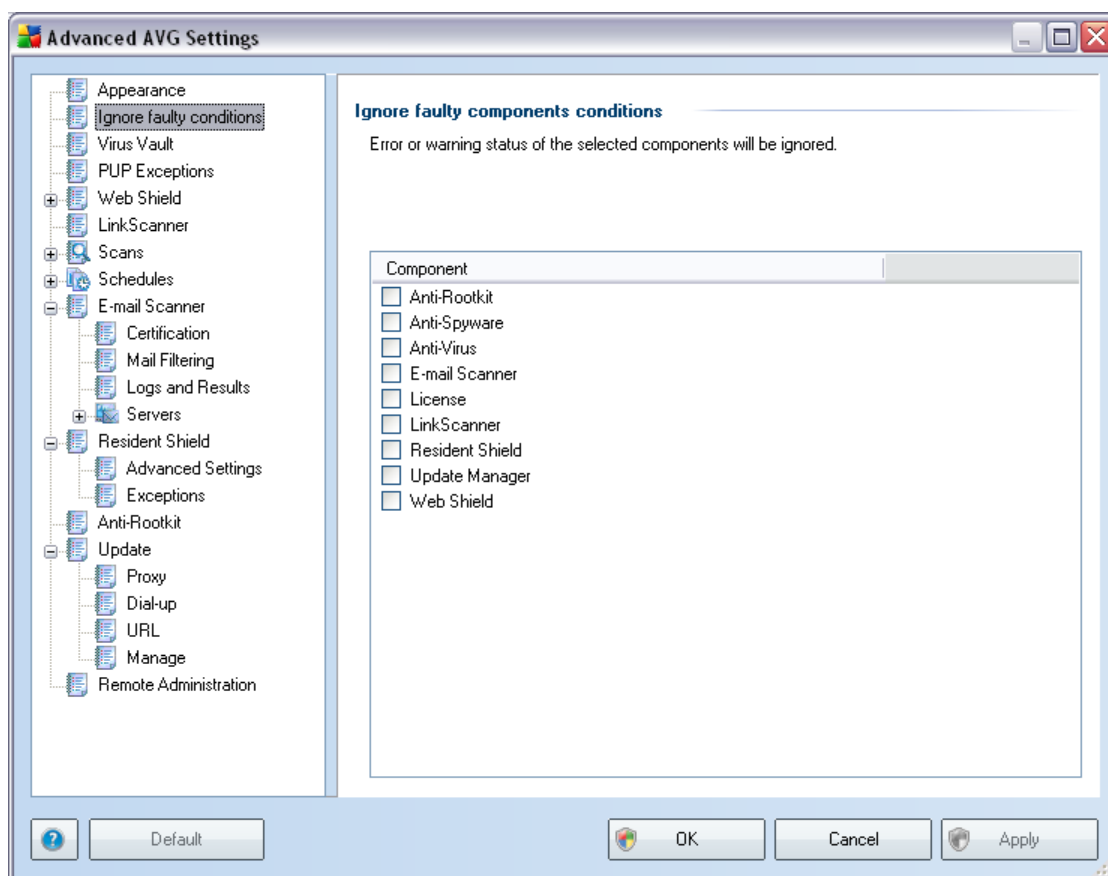 Advanced AVG Settings
Appearance
Ignore faulty conditions
Virus Vault
PUP Exceptions
Web Shield
LinkScanner
Scans
Schedules
E-mail Scanner
Certification
Mail Filtering
Logs and Results
Servers
Resident Shield
Advanced Settings
Exceptions
Anti-Rootkit
Update
Proxy
Dial-up
URL
Manage
Remote Administration
Ignore faulty components conditions
Error or warning status of the selected components will be ignored.
Component
Anti-Rootkit
Anti-Spyware
Anti-Virus
E-mail Scanner
License
LinkScanner
Resident Shield
Update Manager
Web Shield
?
Default
OK
Cancel
Apply